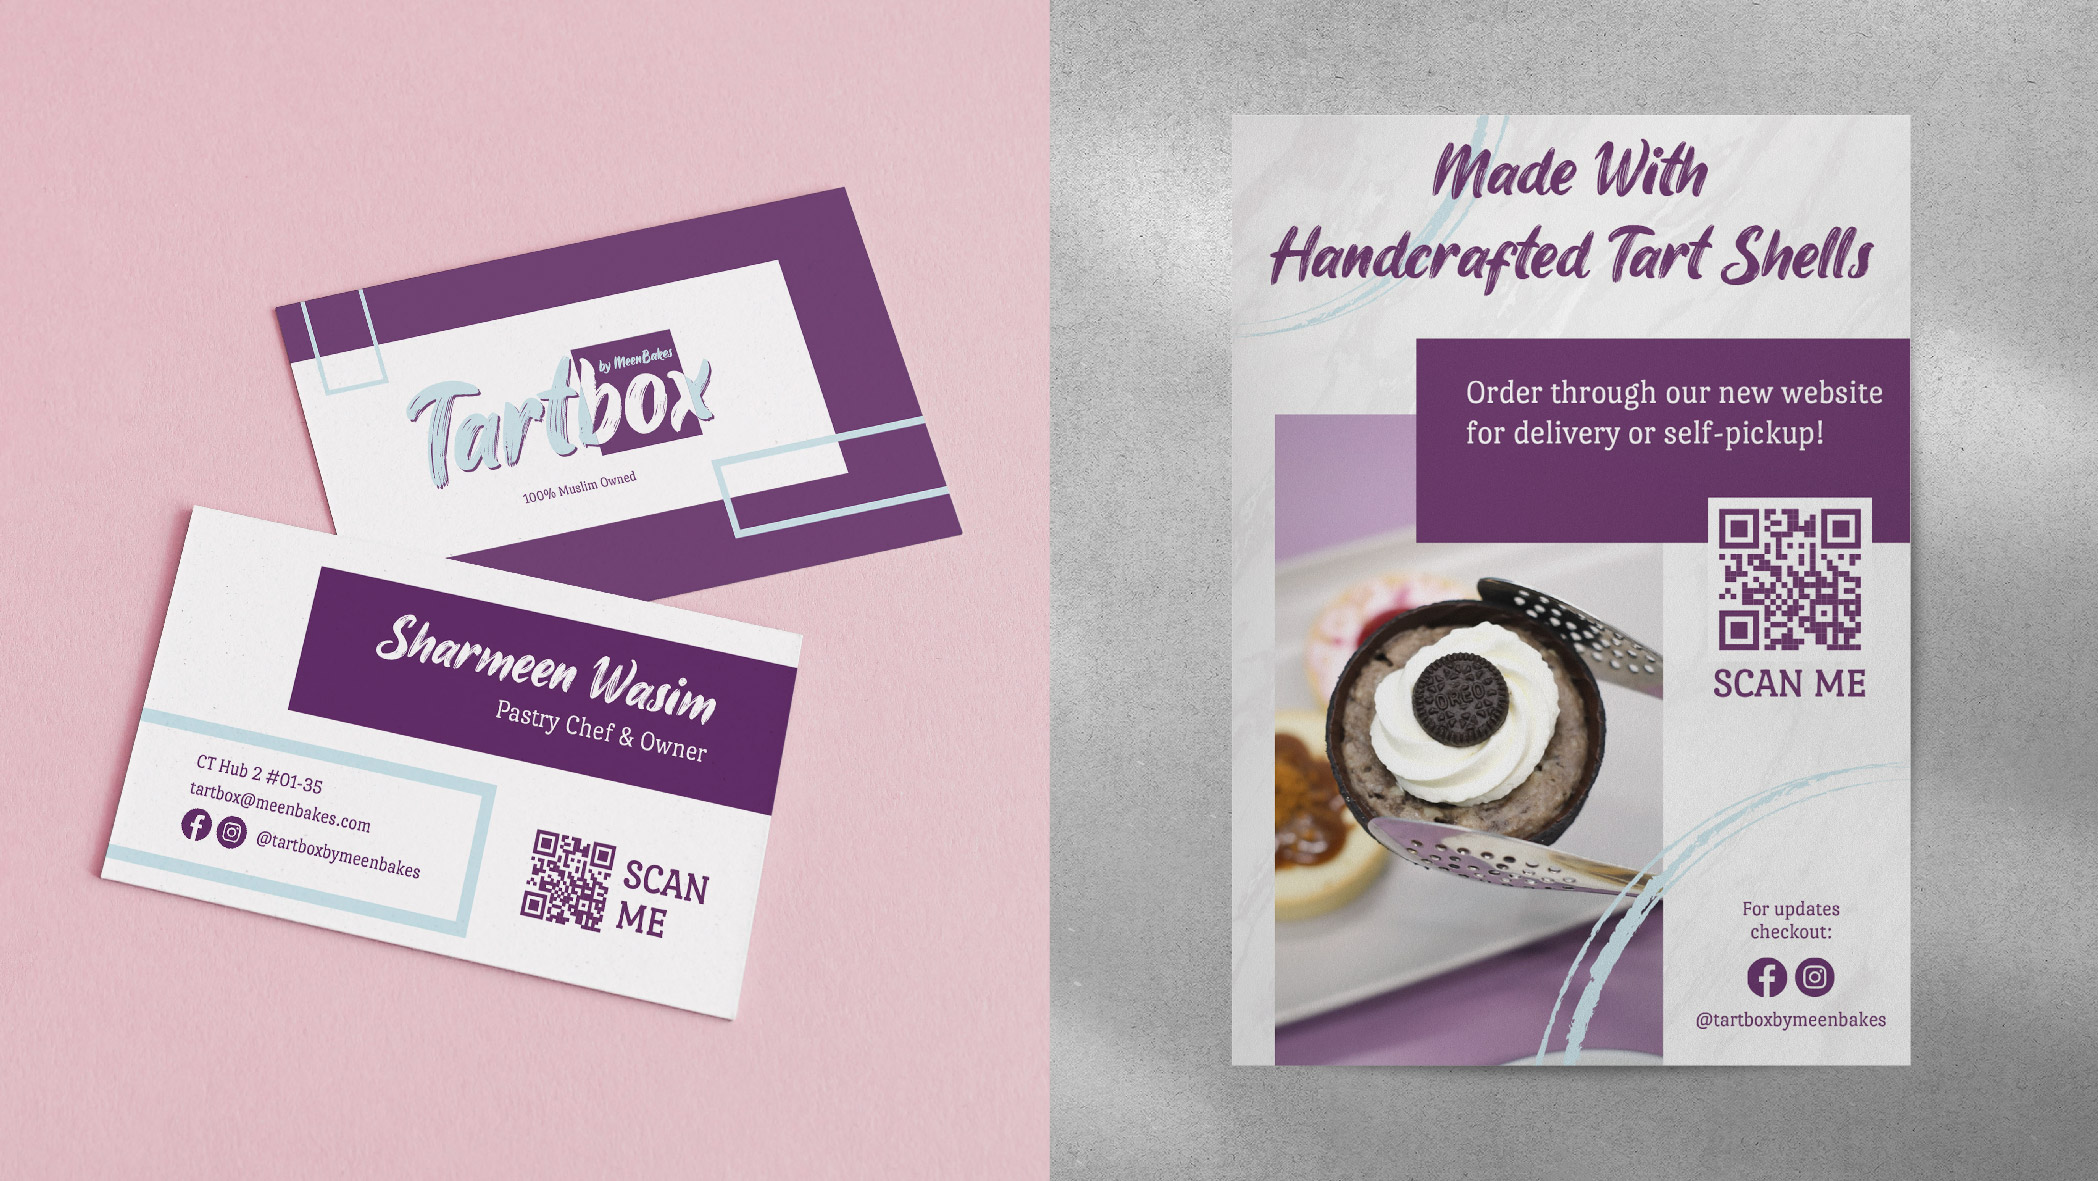 by MeenBakes
Tartbox
100% Muslim Owned
Sharmeen Wasim
Pastry Chef & Owner
CT Hub 2 #01-35
tartbox@meenbakes.com
@tartboxbymeenbakes
SCAN
ME
Made With
Handcrafted Tart Shells
Order through our new website
for delivery or self-pickup!
SCAN ME
OREO
For updates
checkout:
@tartboxbymeenbakes